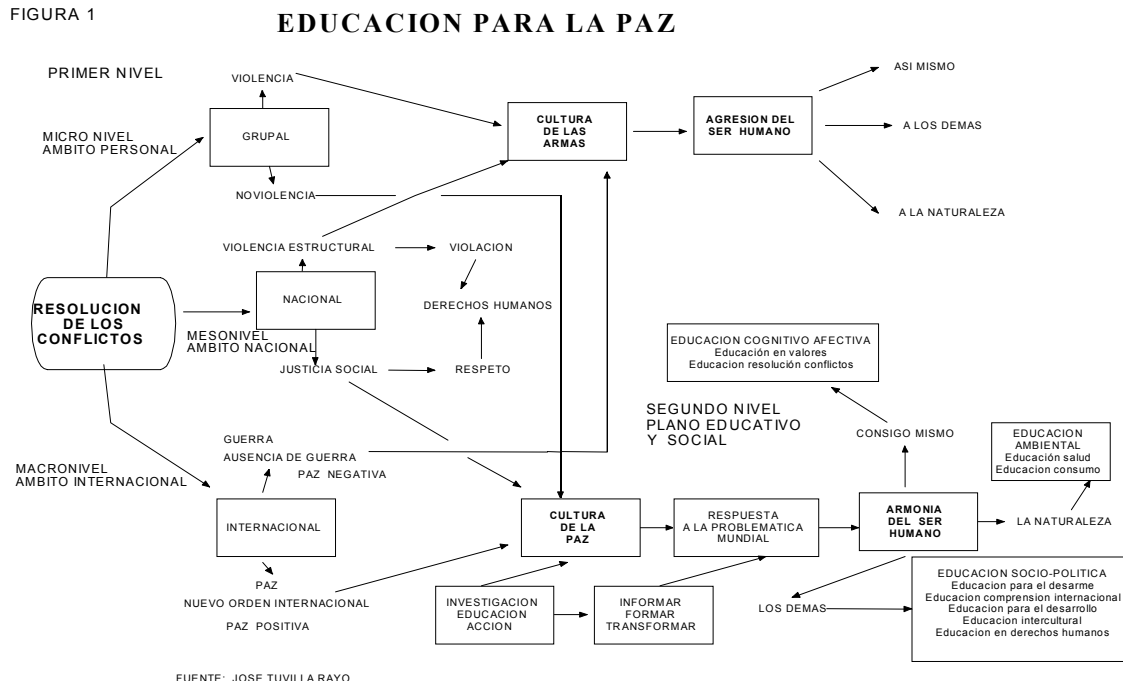 FIGURA 1
EDUCACION PARA LA PAZ
PRIMER NIVEL
VIOLENCIA
MICRO NIVEL
AMBITO PERSONAL
GRUPAL
NOVIOLENCIA
CULTURA
DE LAS
ARMAS
AGRESION DEL
SER HUMANO
ASI MISMO
A LOS DEMAS
A LA NATURALEZA
VIOLENCIA ESTRUCTURAL
VIOLACION
NACIONAL
DERECHOS HUMANOS
RESOLUCION
DE LOS
CONFLICTOS
MESONIVEL
AMBITO NACIONAL
JUSTICIA SOCIAL
RESPETO
EDUCACION COGNITIVO AFECTIVA
Educación en valores
Educacion resolución conflictos
SEGUNDO NIVEL
PLANO EDUCATIVO
Y SOCIAL
CONSIGO MISMO
EDUCACION
AMBIENTAL
Educación salud
Educacion consumo
GUERRA
AUSENCIA DE GUERRA
PAZ NEGATIVA
MACRONIVEL
AMBITO INTERNACIONAL
INTERNACIONAL
CULTURA
DE LA
PAZ
RESPUESTA
A LA PROBLEMATICA
MUNDIAL
ARMONIA
DEL SER
HUMANO
LA NATURALEZA
PAZ
NUEVO ORDEN INTERNACIONAL
PAZ POSITIVA
INVESTIGACION
EDUCACION
ACCION
INFORMAR
FORMAR
TRANSFORMAR
LOS DEMAS
EDUCACION SOCIO-POLITICA
Educacion para el desarme
Educacion comprension internacional
Educacion para el desarrollo
Educacion intercultural
Educacion en derechos humanos
FUENTE: JOSE TUVILLA RAYO